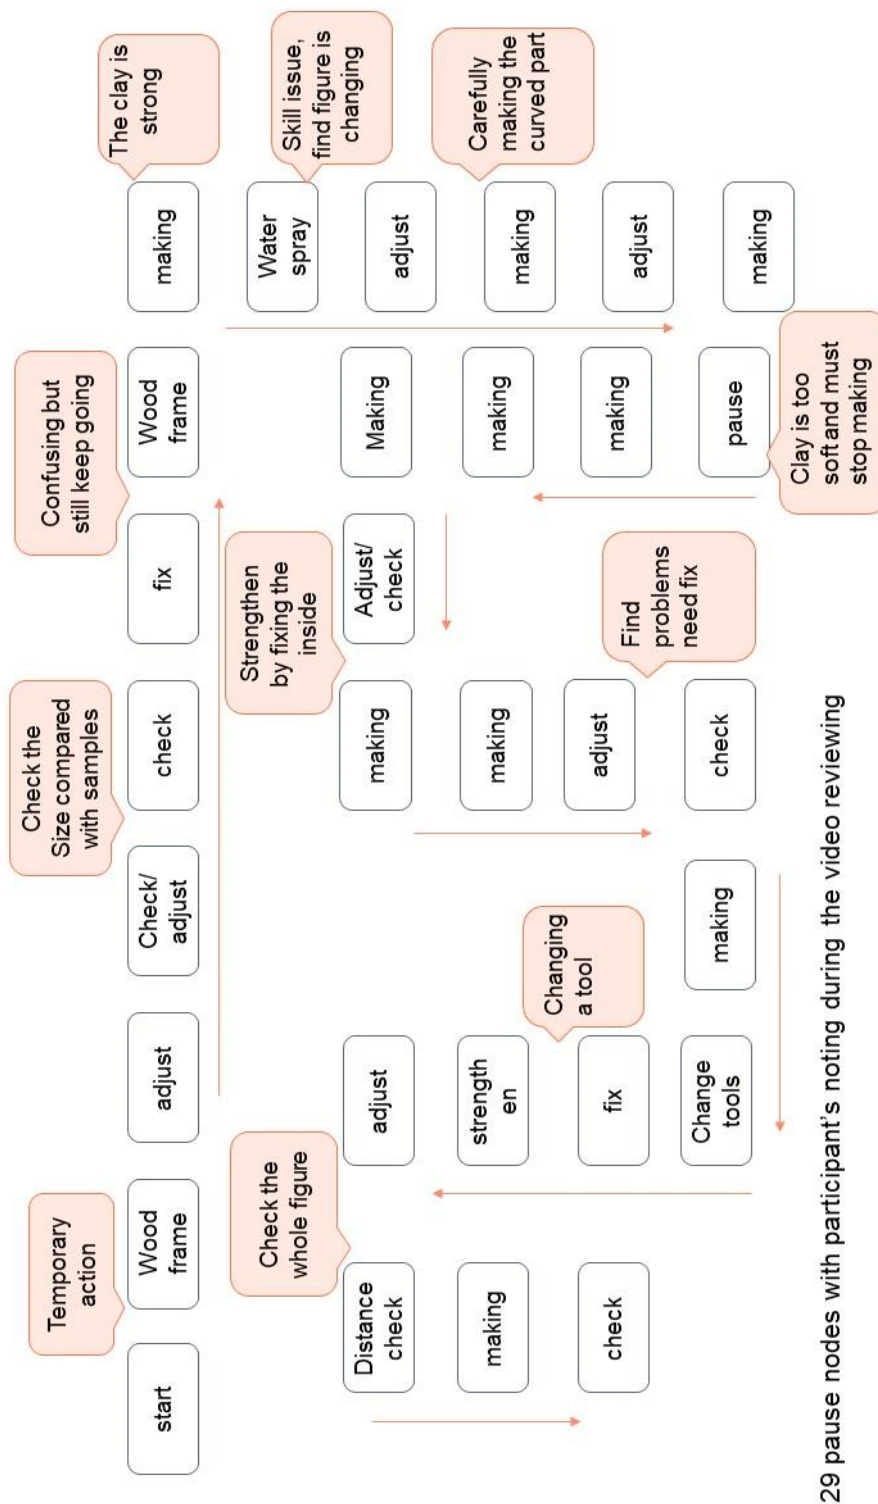 Temporary
action
Check the
Size compared
with samples
Confusing but
still keep going
The clay is
strong
start
Wood
frame
adjust
Check/
adjust
check
fix
Wood
frame
making
Skill issue,
find figure is
changing
Water
spray
adjust
Carefully
making the
curved part
making
adjust
making
Clay is too
soft and must
stop making
pause
making
making
Making
Adjust/
check
Strengthen
by fixing the
inside
making
making
adjust
Find
problems
need fix
check
making
Change
tools
Changing
a tool
fix
strength
en
adjust
Check the
whole figure
Distance
check
making
check
29 pause nodes with participant's noting during the video reviewing